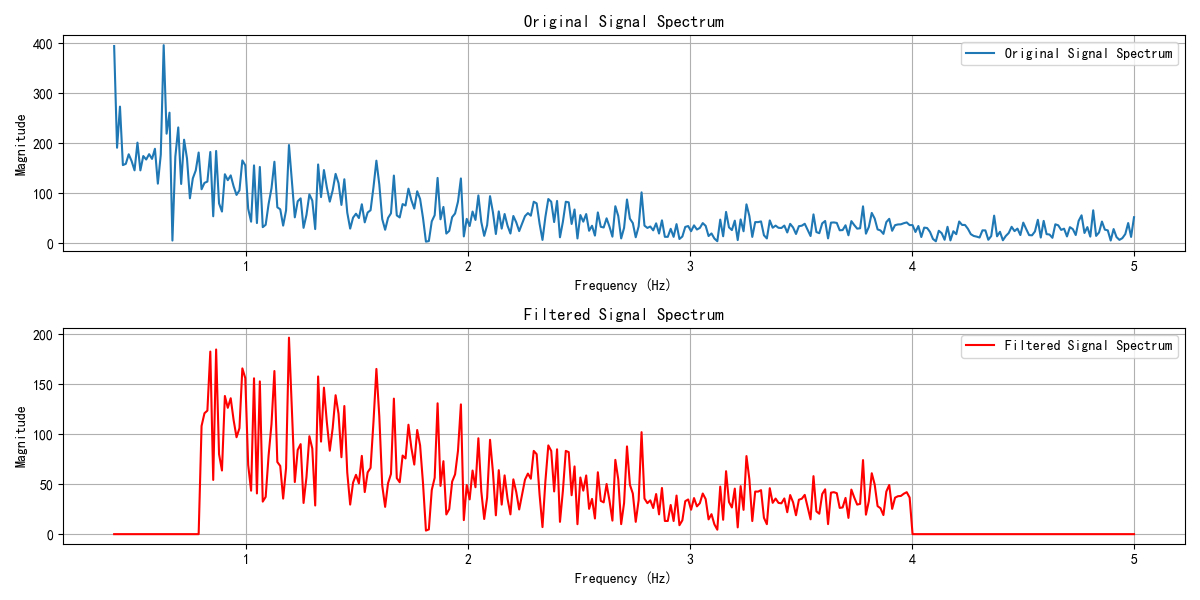 Original Signal Spectrum
400
300
200
100
0
Magnitude
Original Signal Spectrum
1 2 3 4 5
Frequency (Hz)
Filtered Signal Spectrum
200
150
100
50
0
Magnitude
Filtered Signal Spectrum
1 2 3 4 5
Frequency (Hz)